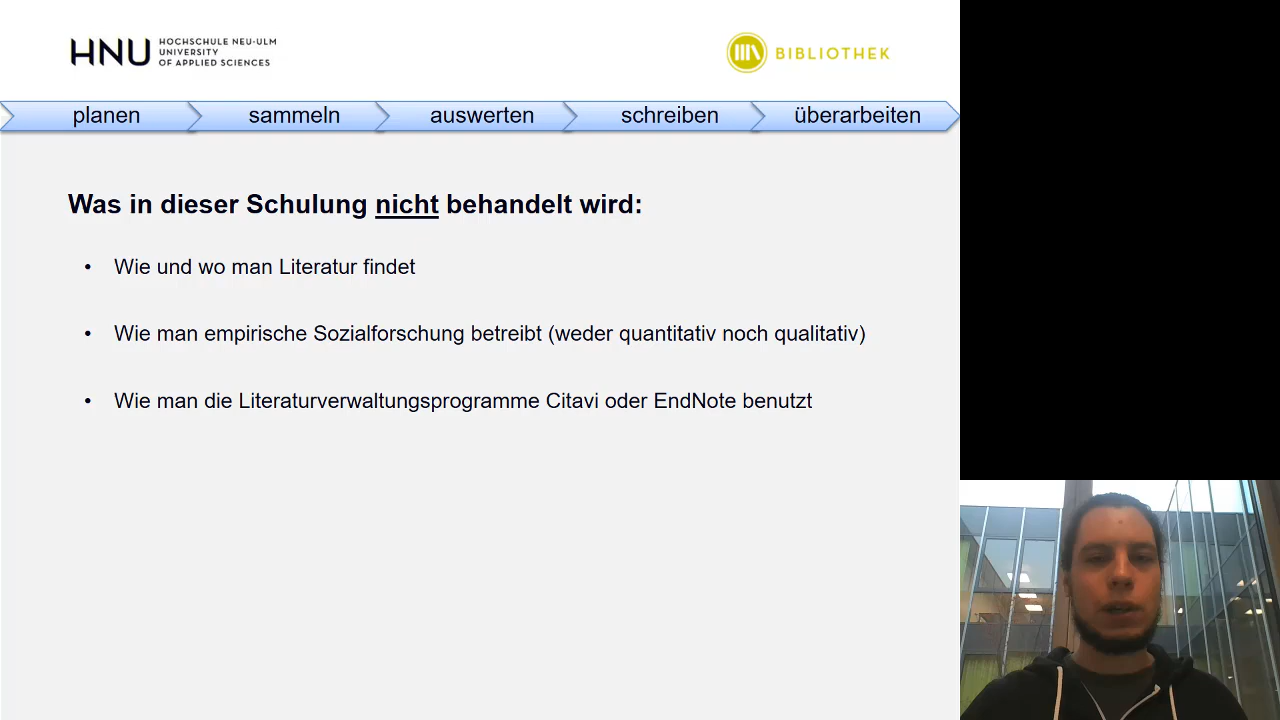 HNU HOCHSCHULE NEU-ULM
UNIVERSITY
OF APPLIED SCIENCES
BIBLIOTHEK
planen
sammeln
auswerten
schreiben
überarbeiten
Was in dieser Schulung nicht behandelt wird:
• Wie und wo man Literatur findet
• Wie man empirische Sozialforschung betreibt (weder quantitativ noch qualitativ)
• Wie man die Literaturverwaltungsprogramme Citavi oder EndNote benutzt